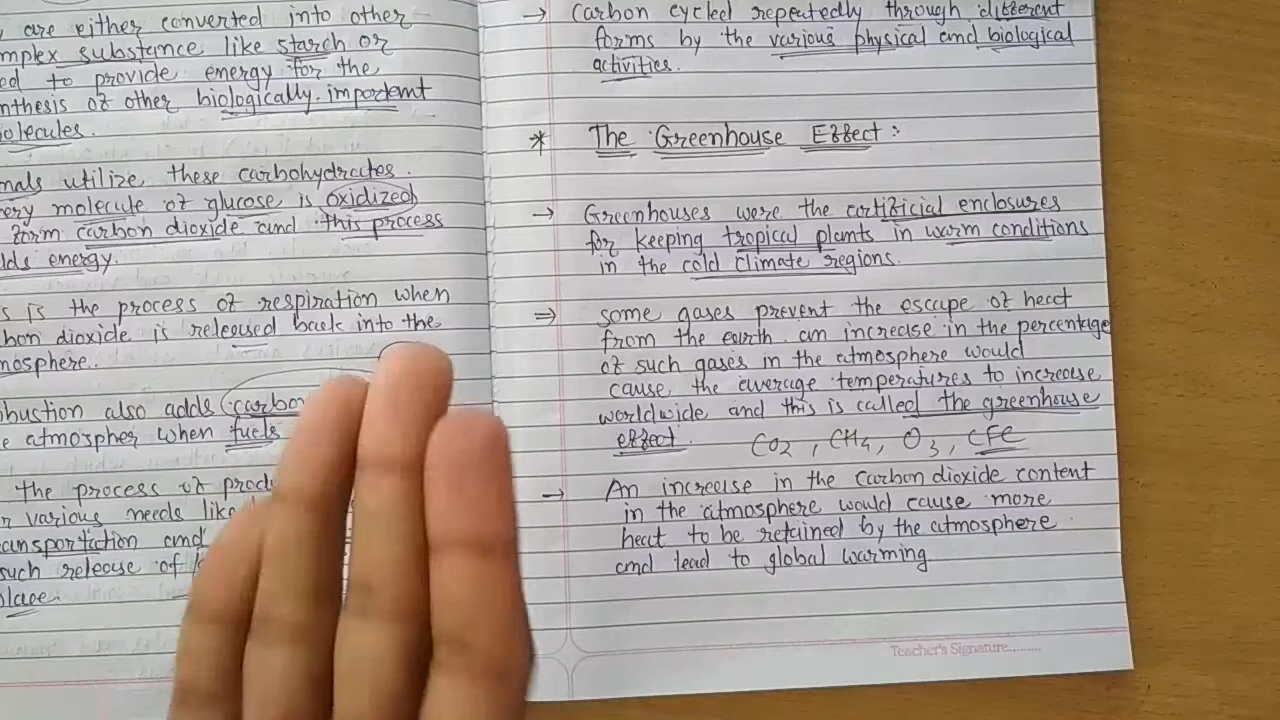 are either converted into other
mplex substance like starch or
ed to provide energy for the
nthesis of other biologically important
olecules.
mals utilize these carbohydrates.
ery molecule of glucose is oxidized
form carbon dioxide and this process
lds energy.
s is the process of respiration when
bon dioxide is released back into the
mosphere.
bustion also adds carbo
e atmospher when fuels
the process of produ
r various needs like
ansportation and
such release of
place.
→ Carbon cycled repeatedly through different
forms by the various physical and biological
activities.
* The Greenhouse Effect:
→ Greenhouses were the artificial enclosures
for keeping tropical plants in warm conditions
in the cold climate regions.
⇒ some gases prevent the escape of heat
from the earth. an increase in the percentage
of such gases in the atmosphere would
cause the average temperatures to increase
worldwide and this is called the greenhouse
effect. CO2, CH4, O3, CFC
→ An increase in the Carbon dioxide content
in the atmosphere would cause more
heat to be retained by the atmosphere
and lead to global warming
Teacher's Signature..........